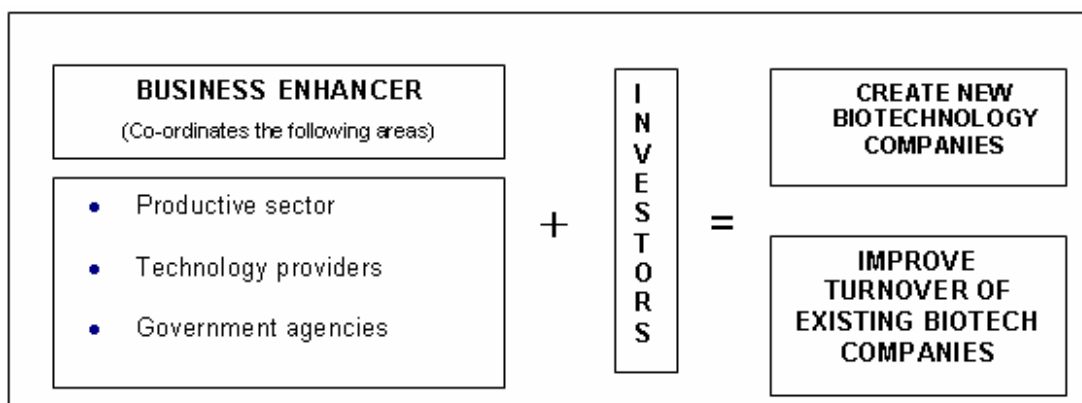 BUSINESS ENHANCER
(Co-ordinates the following areas)
• Productive sector
• Technology providers
• Government agencies
+
INVESTORS
=
CREATE NEW
BIOTECHNOLOGY
COMPANIES
IMPROVE
TURNOVER OF
EXISTING BIOTECH
COMPANIES